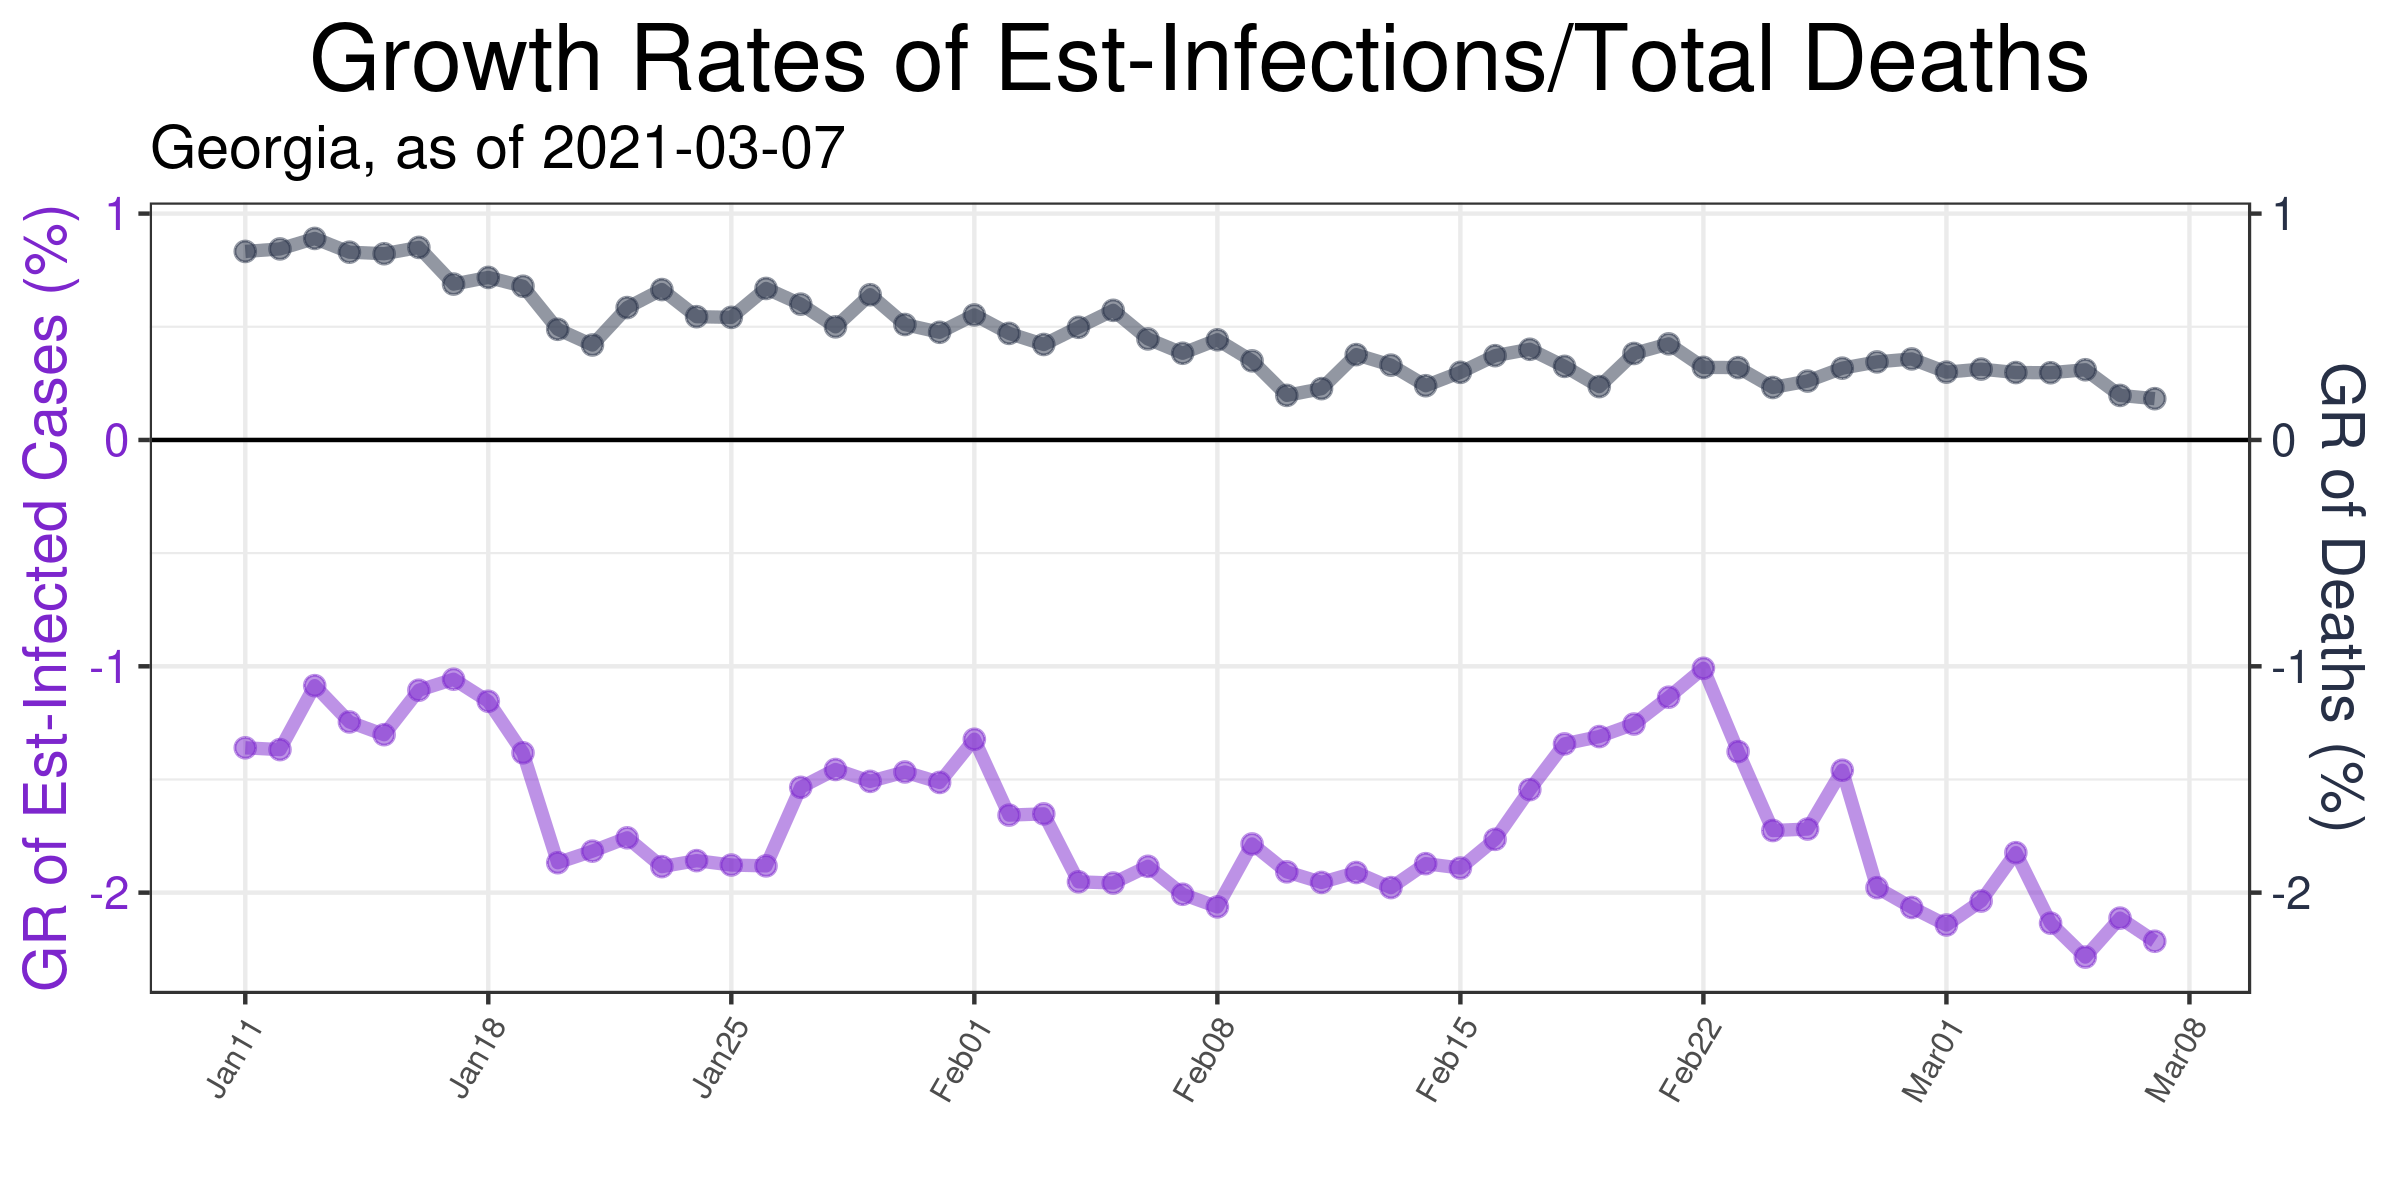 Growth Rates of Est-Infections/Total Deaths
Georgia, as of 2021-03-07
GR of Est-Infected Cases (%)
1
0
-1
-2
1
0
-1
-2
GR of Deaths (%)
Jan11
Jan18
Jan25
Feb01
Feb08
Feb15
Feb22
Mar01
Mar08